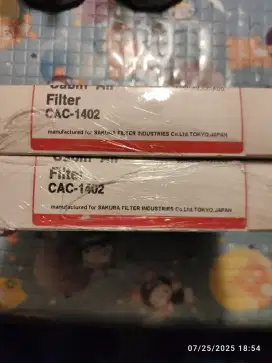 Cabin Air
Filter
CAC-1402
manufactured for SAKURA FILTER INDUSTRIES Co.Ltd.TOKYO,JAPAN
Cabin Air
Filter
CAC-1402
manufactured for SAKURA FILTER INDUSTRIES Co.Ltd.TOKYO,JAPAN
07/25/2025 18:54